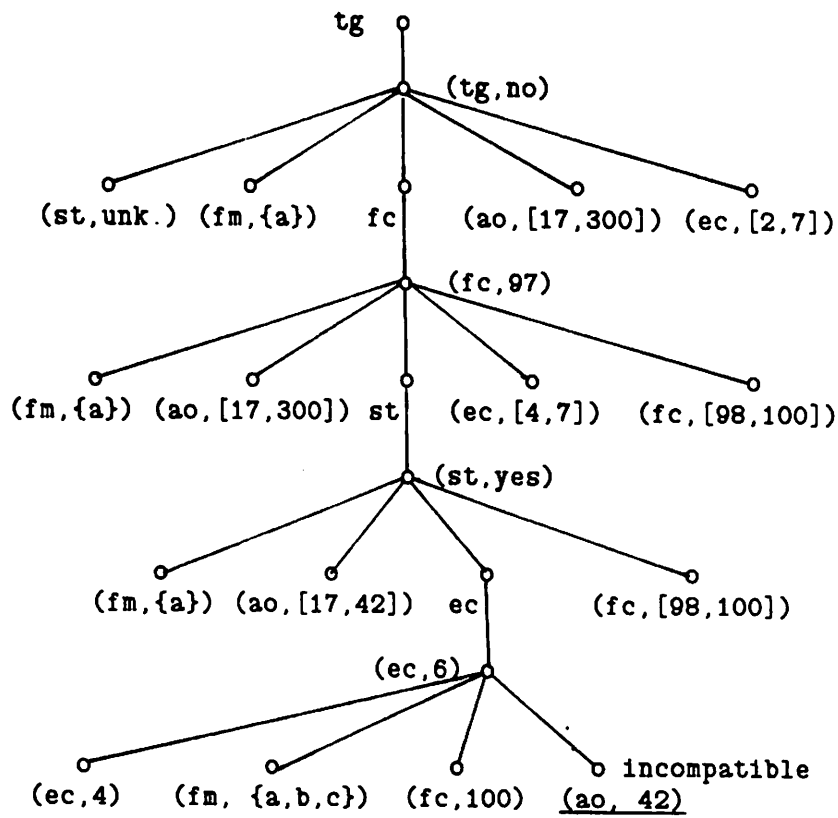 tg
(tg,no)
(st,unk.) (fm,{a}) fc (ao,[17,300]) (ec,[2,7])
(fc,97)
(fm,{a}) (ao,[17,300]) st (ec,[4,7]) (fc,[98,100])
(st,yes)
(fm,{a}) (ao,[17,42]) ec (fc,[98,100])
(ec,6)
incompatible
(ec,4) (fm, {a,b,c}) (fc,100) (ao, 42)